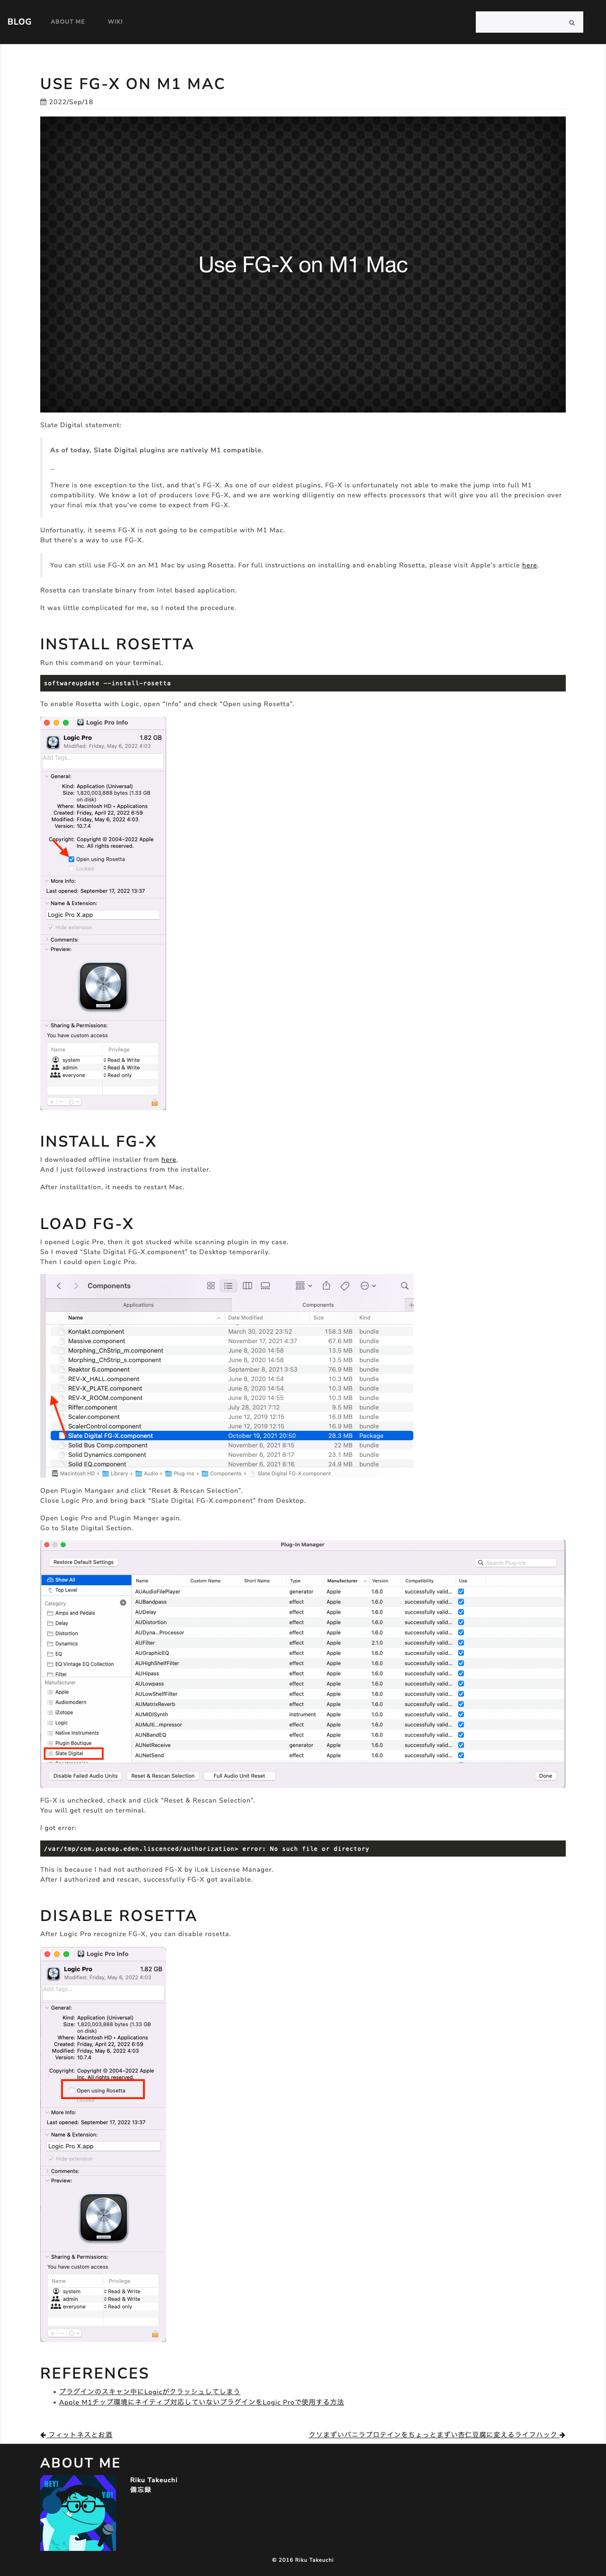 BLOG ABOUT ME WIKI
USE FG-X ON M1 MAC
2022/Sep/18
Use FG-X on M1 Mac
Slate Digital statement:
As of today, Slate Digital plugins are natively M1 compatible.
...
There is one exception to the list, and that's FG-X. As one of our oldest plugins, FG-X is unfortunately not able to make the jump into full M1
compatibility. We know a lot of producers love FG-X, and we are working diligently on new effects processors that will give you all the precision over
your final mix that you've come to expect from FG-X.
Unfortunatly, it seems FG-X is not going to be compatible with M1 Mac.
But there's a way to use FG-X.
You can still use FG-X on an M1 Mac by using Rosetta. For full instructions on installing and enabling Rosetta, please visit Apple's article here.
Rosetta can translate binary from Intel based application.
It was little complicated for me, so I noted the procedure.
INSTALL ROSETTA
Run this command on your terminal.
softwareupdate --install-rosetta
To enable Rosetta with Logic, open "Info" and check "Open using Rosetta".
Logic Pro Info
Logic Pro 1.82 GB
Modified: Friday, May 6, 2022 4:03
Add Tags...
General:
Kind: Application (Universal)
Size: 1,820,003,888 bytes (1.33 GB
on disk)
Where: Macintosh HD • Applications
Created: Friday, April 22, 2022 6:59
Modified: Friday, May 6, 2022 4:03
Version: 10.7.4
Copyright: Copyright © 2004–2022 Apple
Inc. All rights reserved.
Open using Rosetta
Locked
More Info:
Last opened: September 17, 2022 13:37
Name & Extension:
Logic Pro X.app
Hide extension
Comments:
Preview:
Sharing & Permissions:
You have custom access
Name Privilege
system Read & Write
admin Read & Write
everyone Read only
INSTALL FG-X
I downloaded offline installer from here.
And I just followed instractions from the installer.
After installtation, it needs to restart Mac.
LOAD FG-X
I opened Logic Pro, then it got stucked while scanning plugin in my case.
So I moved "Slate Digital FG-X.component" to Desktop temporarily.
Then I could open Logic Pro.
Components
Applications Components
Name Date Modified Size Kind
Kontakt.component March 30, 2022 23:52 158.3 MB bundle
Massive.component November 17, 2021 4:37 67.6 MB bundle
Morphing_ChStrip_m.component June 8, 2020 14:58 13.5 MB bundle
Morphing_ChStrip_s.component June 8, 2020 14:58 13.5 MB bundle
Reaktor 6.component September 8, 2021 3:53 76.9 MB bundle
REV-X_HALL.component June 8, 2020 14:54 10.3 MB bundle
REV-X_PLATE.component June 8, 2020 14:54 10.3 MB bundle
REV-X_ROOM.component June 8, 2020 14:55 10.3 MB bundle
Riffer.component July 28, 2021 7:12 9.5 MB bundle
Scaler.component June 12, 2019 12:15 16.9 MB bundle
ScalerControl.component June 12, 2019 12:15 16.9 MB bundle
Slate Digital FG-X.component October 19, 2021 20:50 28.3 MB Package
Solid Bus Comp.component November 6, 2021 8:15 22 MB bundle
Solid Dynamics.component November 6, 2021 8:17 23.1 MB bundle
Solid EQ.component November 6, 2021 8:16 24.9 MB bundle
Macintosh HD › Library › Audio › Plug-Ins › Components › Slate Digital FG-X.component
Open Plugin Mangaer and click "Reset & Rescan Selection".
Close Logic Pro and bring back "Slate Digital FG-X.component" from Desktop.
Open Logic Pro and Plugin Manger again.
Go to Slate Digital Section.
Plug-In Manager
Restore Default Settings Search Plug-ins
Show All
Top Level
Category
Amps and Pedals
Delay
Distortion
Dynamics
EQ
EQ:Vintage EQ Collection
Filter
Manufacturer
Apple
Audiomodern
iZotope
Logic
Native Instruments
Plugin Boutique
Slate Digital
Name Custom Name Short Name Type Manufacturer Version Compatibility Use
AUAudioFilePlayer generator Apple 1.6.0 successfully valid...
AUBandpass effect Apple 1.6.0 successfully valid...
AUDelay effect Apple 1.6.0 successfully valid...
AUDistortion effect Apple 1.6.0 successfully valid...
AUDyna...Processor effect Apple 1.6.0 successfully valid...
AUFilter effect Apple 2.1.0 successfully valid...
AUGraphicEQ effect Apple 1.6.0 successfully valid...
AUHighShelfFilter effect Apple 1.6.0 successfully valid...
AUHipass effect Apple 1.6.0 successfully valid...
AULowpass effect Apple 1.6.0 successfully valid...
AULowShelfFilter effect Apple 1.6.0 successfully valid...
AUMatrixReverb effect Apple 1.6.0 successfully valid...
AUMIDISynth instrument Apple 1.0.0 successfully valid...
AUMulti...mpressor effect Apple 1.6.0 successfully valid...
AUNBandEQ effect Apple 1.6.0 successfully valid...
AUNetReceive generator Apple 1.6.0 successfully valid...
AUNetSend effect Apple 1.6.0 successfully valid...
Disable Failed Audio Units Reset & Rescan Selection Full Audio Unit Reset Done
FG-X is unchecked, check and click "Reset & Rescan Selection".
You will get result on terminal.
I got error:
/var/tmp/com.paceap.eden.liscenced/authorization> error: No such file or directory
This is because I had not authorized FG-X by iLok Liscense Manager.
After I authorized and rescan, successfully FG-X got available.
DISABLE ROSETTA
After Logic Pro recognize FG-X, you can disable rosetta.
Logic Pro Info
Logic Pro 1.82 GB
Modified: Friday, May 6, 2022 4:03
Add Tags...
General:
Kind: Application (Universal)
Size: 1,820,003,888 bytes (1.33 GB
on disk)
Where: Macintosh HD • Applications
Created: Friday, April 22, 2022 6:59
Modified: Friday, May 6, 2022 4:03
Version: 10.7.4
Copyright: Copyright © 2004–2022 Apple
Inc. All rights reserved.
Open using Rosetta
More Info:
Last opened: September 17, 2022 13:37
Name & Extension:
Logic Pro X.app
Hide extension
Comments:
Preview:
Sharing & Permissions:
You have custom access
Name Privilege
system Read & Write
admin Read & Write
everyone Read only
REFERENCES
プラグインのスキャン中にLogicがクラッシュしてしまう
Apple M1チップ環境にネイティブ対応していないプラグインをLogic Proで使用する方法
フィットネスとお酒 クソまずいバニラプロテインをちょっとまずい杏仁豆腐に変えるライフハック
ABOUT ME
HEY! YO!
Riku Takeuchi
備忘録
© 2016 Riku Takeuchi